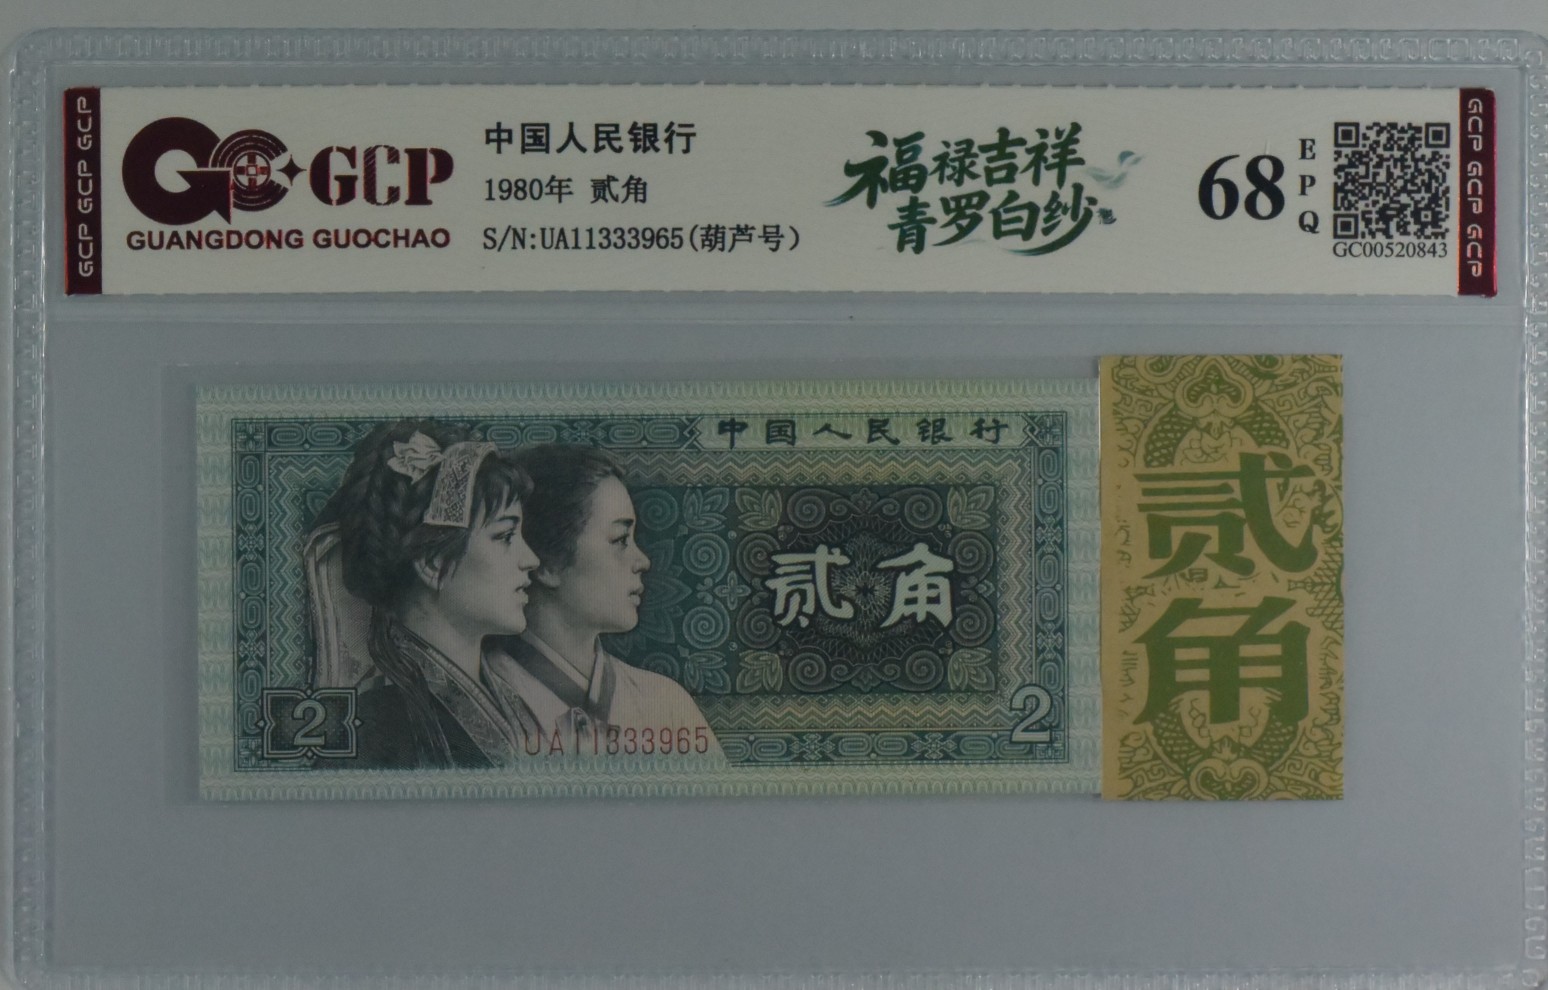 GCP GCP GCP
GCP
GUANGDONG GUOCHAO
中国人民银行
1980年 贰角
S/N:UA11333965(葫芦号)
福禄吉祥
青罗白纱
68
EPQ
GC00520843
GCP GCP GCP
中国人民银行
贰角
2
2
UA11333965
贰角